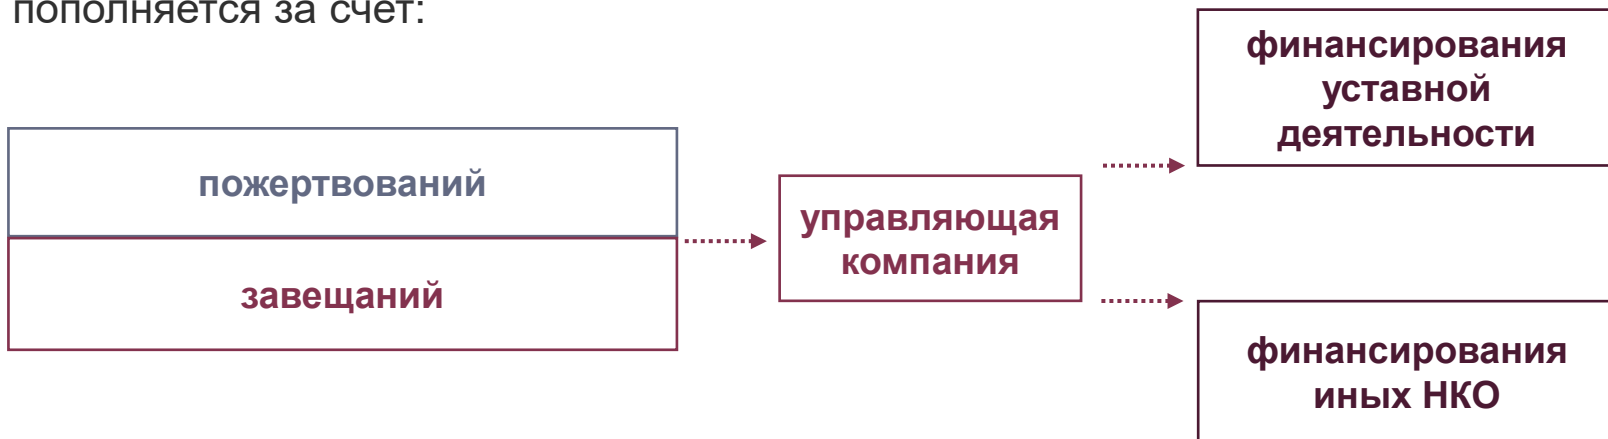 пополняется за счет:
пожертвований
завещаний
управляющая
компания
финансирования
уставной
деятельности
финансирования
иных НКО